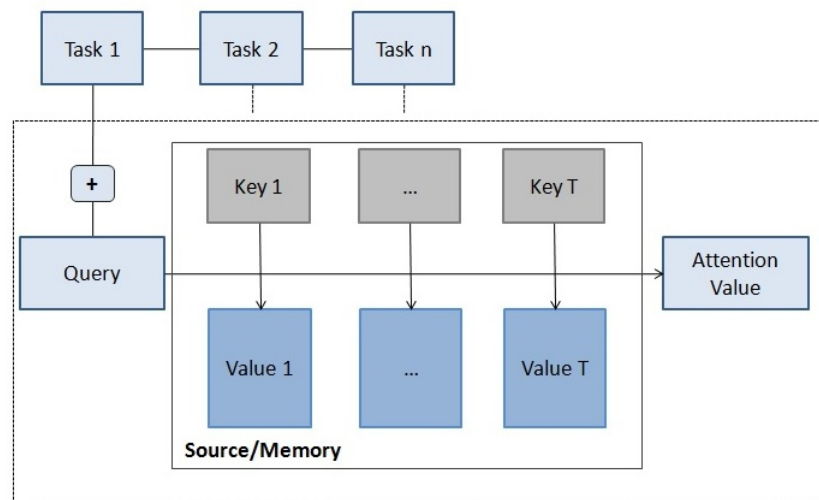 Task 1
Task 2
Task n
+
Key 1
...
Key T
Query
Attention
Value
Value 1
...
Value T
Source/Memory